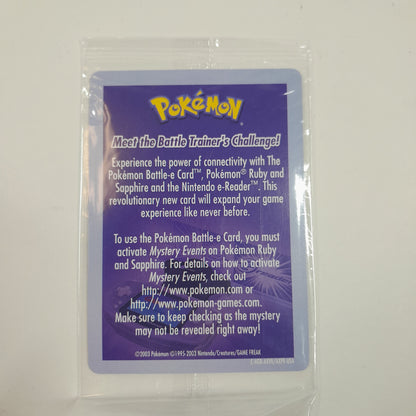 POKéMON
Meet the Battle Trainer's Challenge!
Experience the power of connectivity with The
Pokémon Battle-e Card™, Pokémon® Ruby and
Sapphire and the Nintendo e-Reader™. This
revolutionary new card will expand your game
experience like never before.
To use the Pokémon Battle-e Card, you must
activate Mystery Events on Pokémon Ruby
and Sapphire. For details on how to activate
Mystery Events, check out
http://www.pokemon.com or
http://www.pokemon-games.com.
Make sure to keep checking as the mystery
may not be revealed right away!
©2003 Pokémon ©1995-2003 Nintendo/Creatures/GAME FREAK